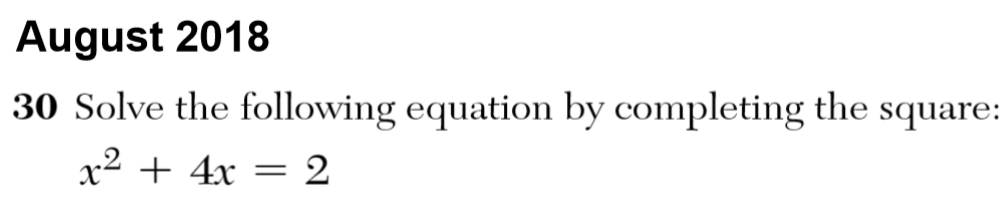 August 2018
30 Solve the following equation by completing the square:
x² + 4x = 2